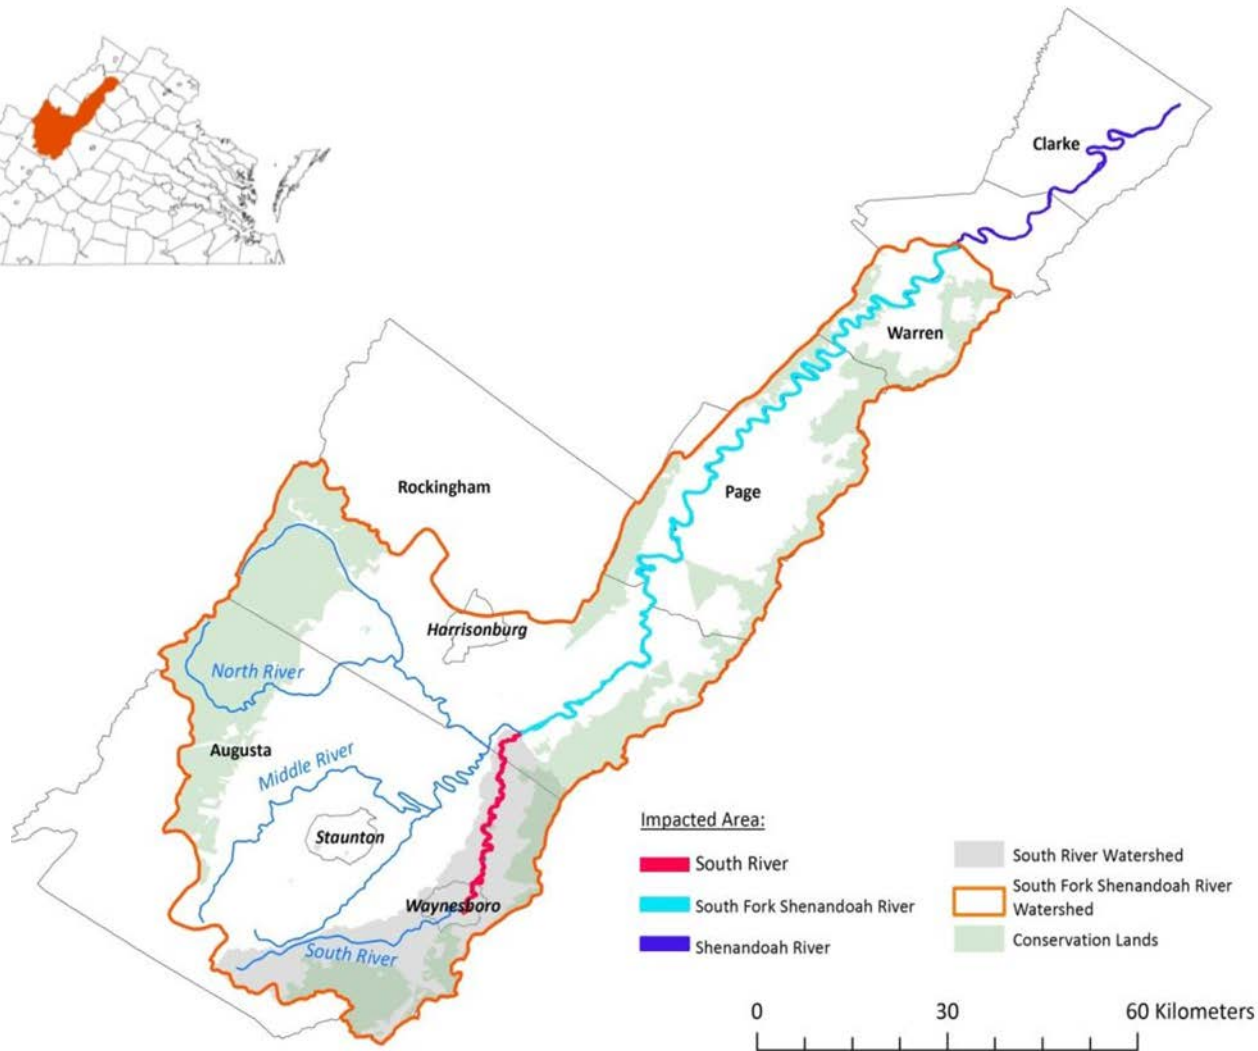 Clarke
Warren
Rockingham
Page
Harrisonburg
North River
Augusta
Middle River
Staunton
Waynesboro
South River
Impacted Area:
South River
South Fork Shenandoah River
Shenandoah River
South River Watershed
South Fork Shenandoah River
Watershed
Conservation Lands
0 30 60 Kilometers